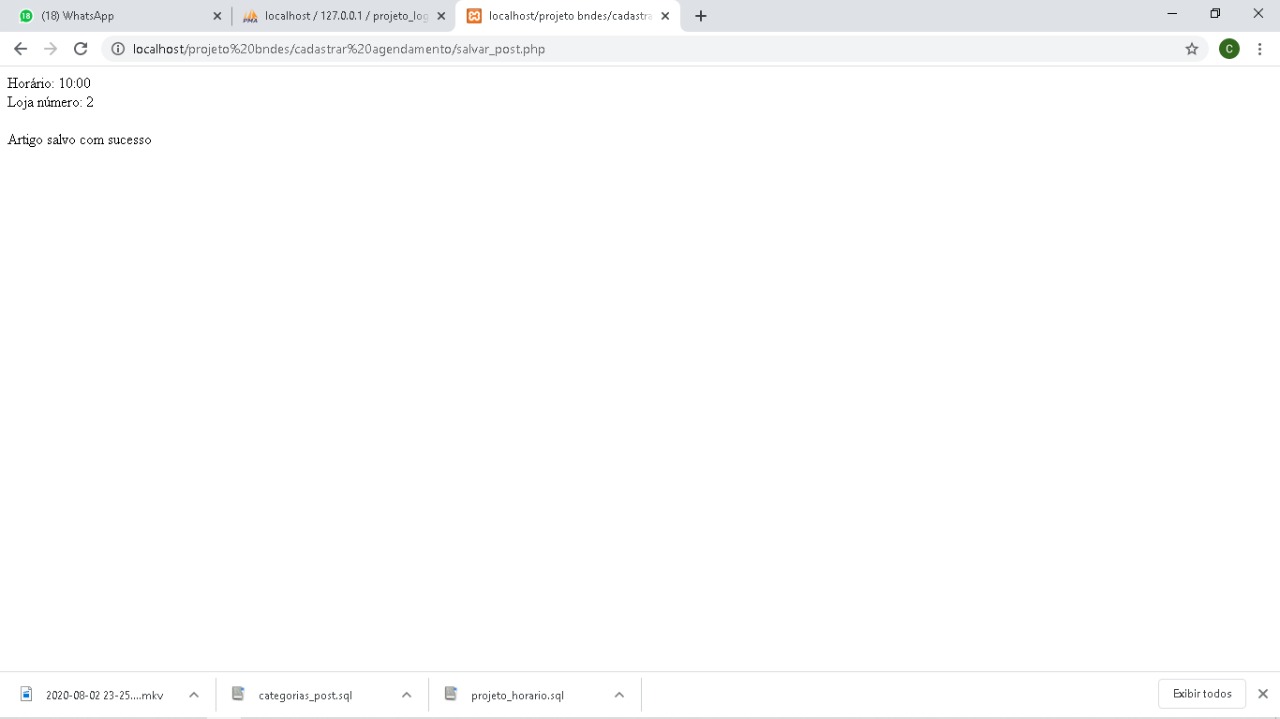 (18) WhatsApp
localhost / 127.0.0.1 / projeto_log
localhost/projeto bndes/cadastra
localhost/projeto%20bndes/cadastrar%20agendamento/salvar_post.php
C
Horário: 10:00
Loja número: 2
Artigo salvo com sucesso
2020-08-02 23-25....mkv
categorias_post.sql
projeto_horario.sql
Exibir todos